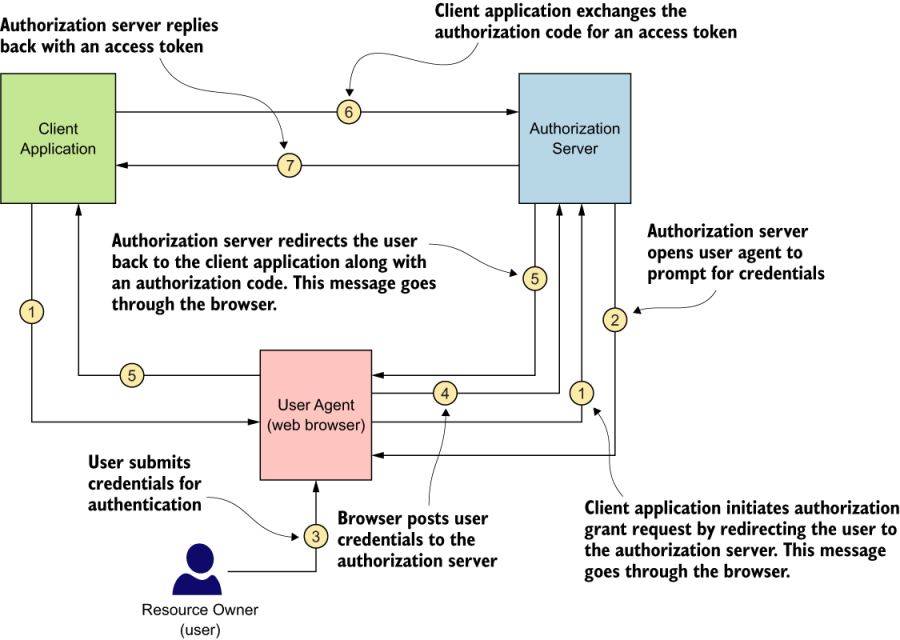 Authorization server replies
back with an access token
Client application exchanges the
authorization code for an access token
6
Client
Application
Authorization
Server
7
Authorization server redirects the user
back to the client application along with
an authorization code. This message goes
through the browser.
5
Authorization server
opens user agent to
prompt for credentials
1
2
5
4
1
User Agent
(web browser)
User submits
credentials for
authentication
3
Browser posts user
credentials to the
authorization server
Client application initiates authorization
grant request by redirecting the user to
the authorization server. This message
goes through the browser.
Resource Owner
(user)